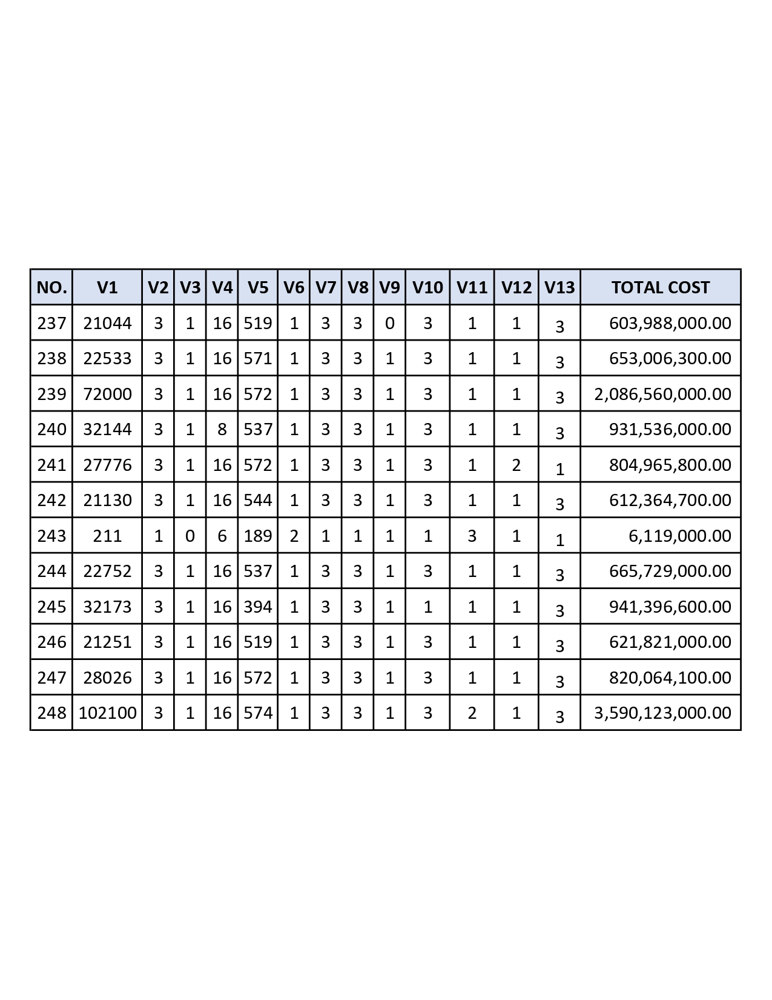 NO. V1 V2 V3 V4 V5 V6 V7 V8 V9 V10 V11 V12 V13 TOTAL COST
237 21044 3 1 16 519 1 3 3 0 3 1 1 3 603,988,000.00
238 22533 3 1 16 571 1 3 3 1 3 1 1 3 653,006,300.00
239 72000 3 1 16 572 1 3 3 1 3 1 1 3 2,086,560,000.00
240 32144 3 1 8 537 1 3 3 1 3 1 1 3 931,536,000.00
241 27776 3 1 16 572 1 3 3 1 3 1 2 1 804,965,800.00
242 21130 3 1 16 544 1 3 3 1 3 1 1 3 612,364,700.00
243 211 1 0 6 189 2 1 1 1 1 3 1 1 6,119,000.00
244 22752 3 1 16 537 1 3 3 1 3 1 1 3 665,729,000.00
245 32173 3 1 16 394 1 3 3 1 1 1 1 3 941,396,600.00
246 21251 3 1 16 519 1 3 3 1 3 1 1 3 621,821,000.00
247 28026 3 1 16 572 1 3 3 1 3 1 1 3 820,064,100.00
248 102100 3 1 16 574 1 3 3 1 3 2 1 3 3,590,123,000.00